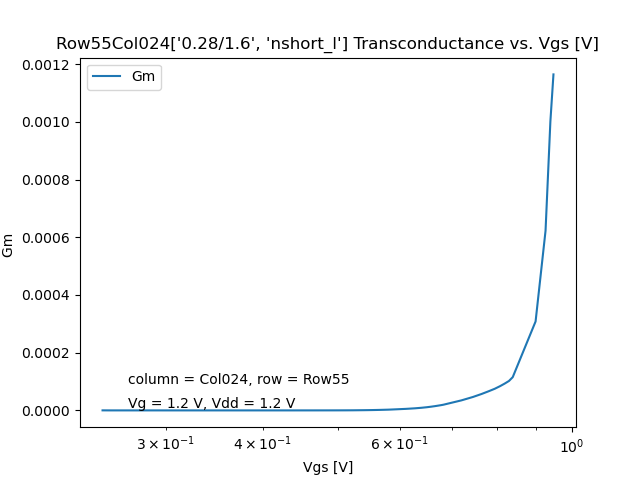 Row55Col024['0.28/1.6', 'nshort_l'] Transconductance vs. Vgs [V]
Gm
0.0012
0.0010
0.0008
0.0006
0.0004
0.0002
0.0000
Gm
column = Col024, row = Row55
Vg = 1.2 V, Vdd = 1.2 V
3 × 10⁻¹
4 × 10⁻¹
6 × 10⁻¹
10⁰
Vgs [V]